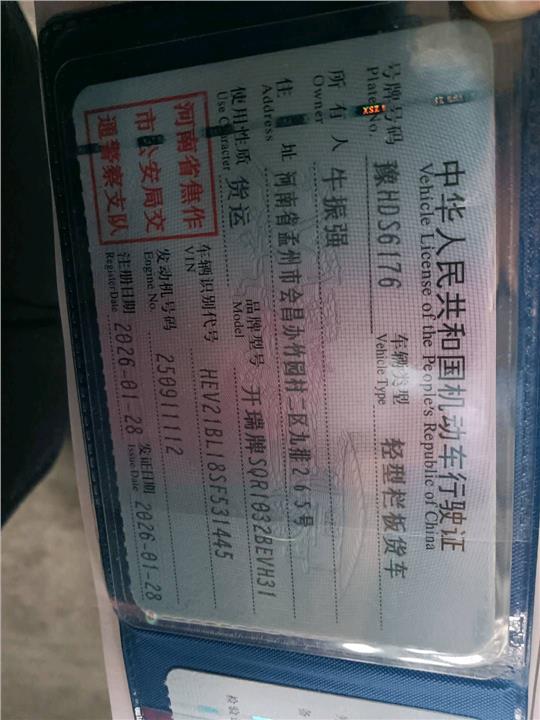 中华人民共和国机动车行驶证
Vehicle License of the People's Republic of China
号牌号码 豫HDS6176 车辆类型 轻型栏板货车
Plate No. Vehicle Type
所有人 牛振强
Owner
住址 河南省孟州市会昌办竹园村二区九排265号
Address
使用性质 货运 品牌型号 开瑞牌SQR1032BEVH31
Use Character Model
河南省焦作
市公安局交
通警察支队
车辆识别代号 HEV21BL18SF531445
VIN
发动机号码 250911112
Engine No.
注册日期 2026-01-28 发证日期 2026-01-28
Register Date Issue Date
检验